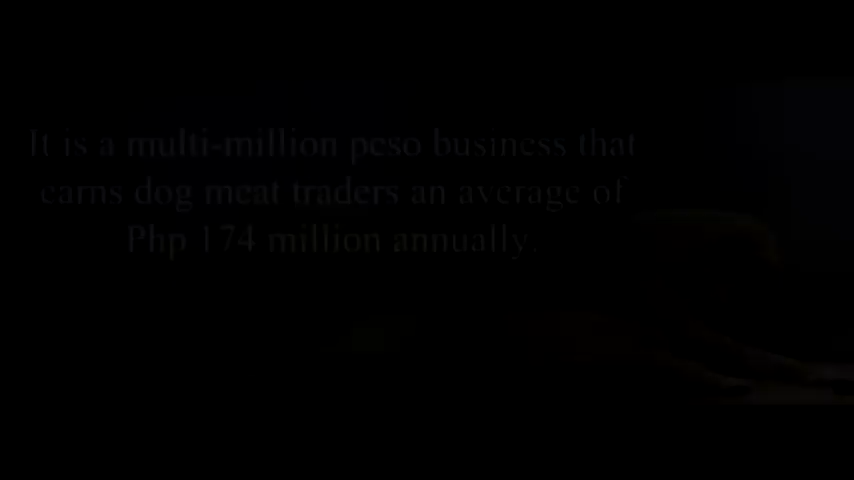 It is a multi-million peso business that
earns dog meat traders an average of
Php 174 million annually.